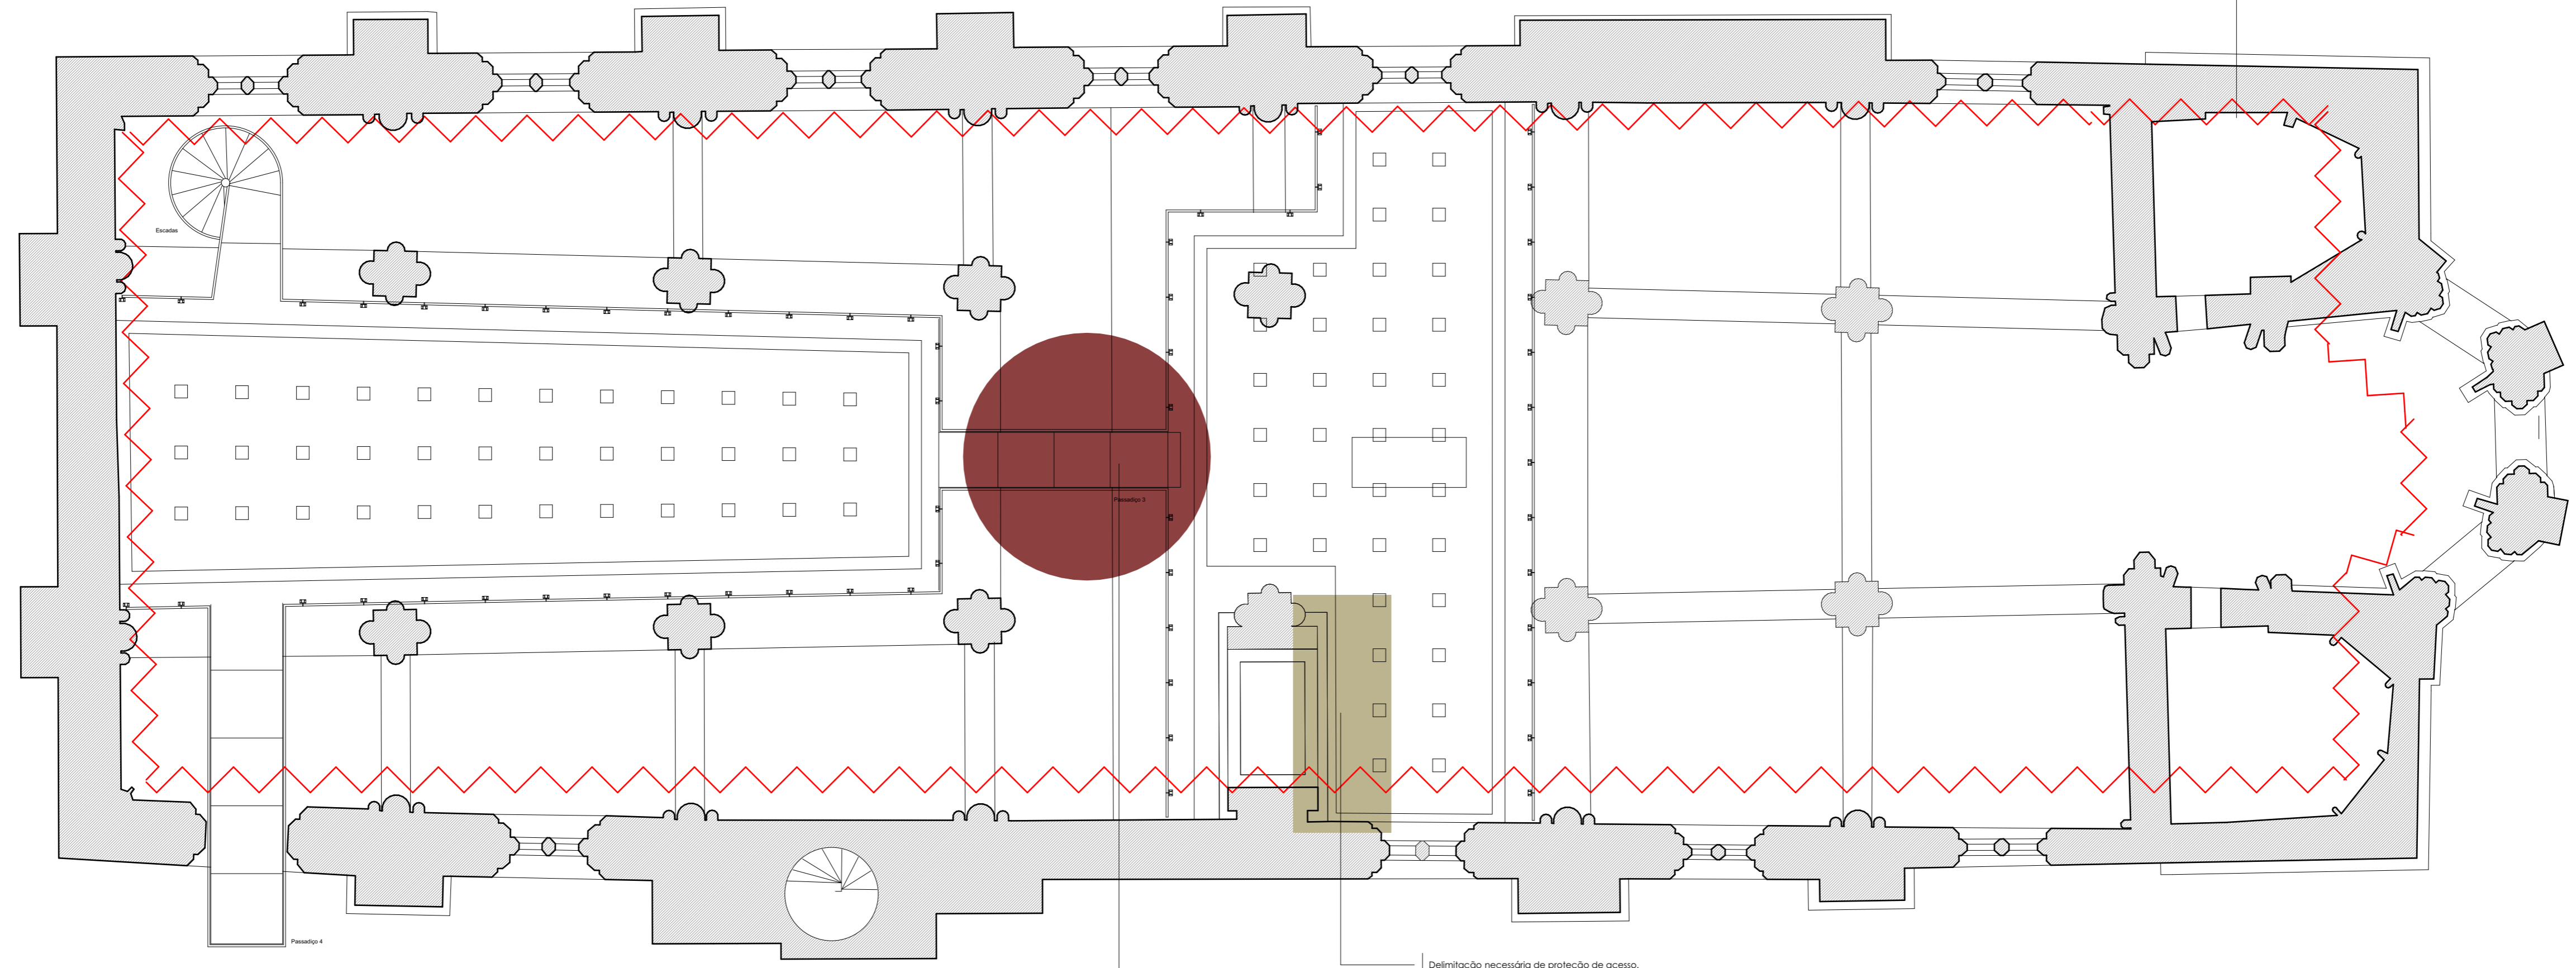 Escadas
Passadiço 3
Passadiço 4
Delimitação necessária de proteção de acesso.